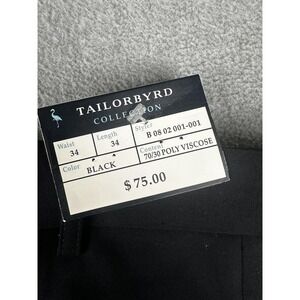 TAILORBYRD
COLLECTION
Waist Length Style
34 34 B 08 02 001-001
Color Content
BLACK 70/30 POLY VISCOSE
$75.00